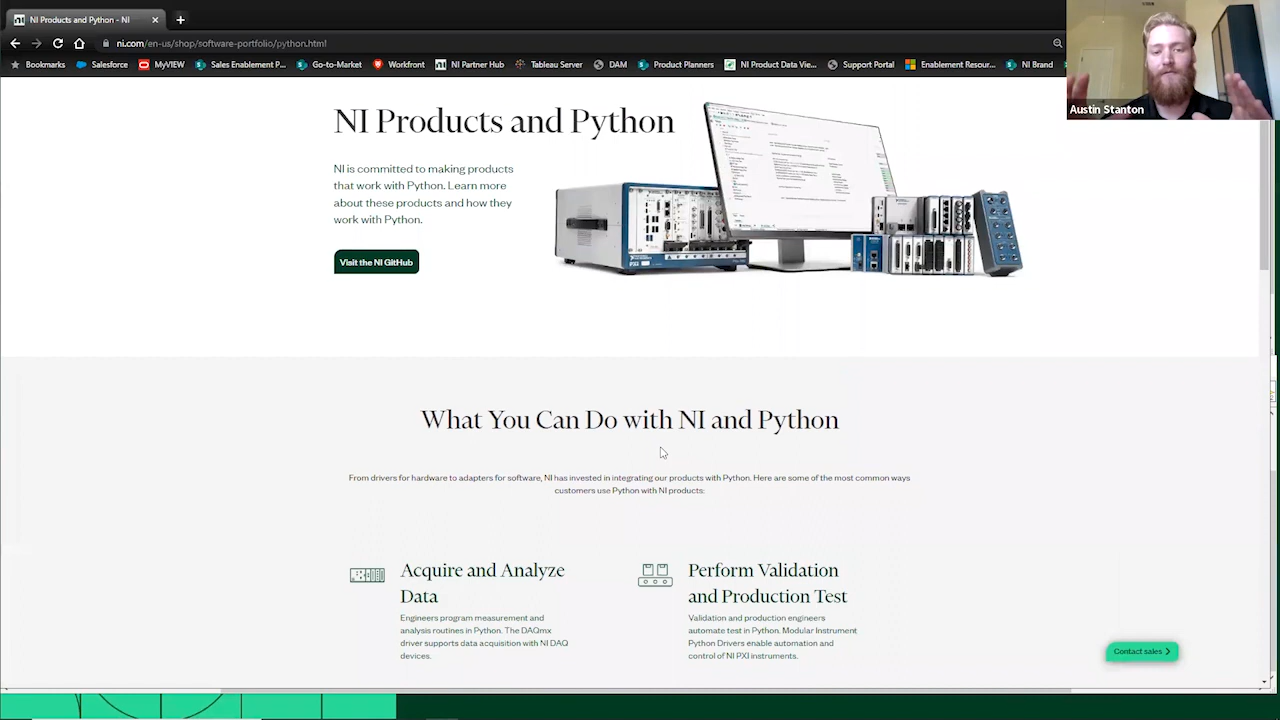 NI Products and Python - NI
ni.com/en-us/shop/software-portfolio/python.html
Bookmarks Salesforce MyVIEW Sales Enablement P... Go-to-Market Workfront NI Partner Hub Tableau Server DAM Product Planners NI Product Data Vie... Support Portal Enablement Resour... NI Brand
Austin Stanton
NI Products and Python
NI is committed to making products
that work with Python. Learn more
about these products and how they
work with Python.
Visit the NI GitHub
What You Can Do with NI and Python
From drivers for hardware to adapters for software, NI has invested in integrating our products with Python. Here are some of the most common ways
customers use Python with NI products:
Acquire and Analyze
Data
Engineers program measurement and
analysis routines in Python. The DAQmx
driver supports data acquisition with NI DAQ
devices.
Perform Validation
and Production Test
Validation and production engineers
automate test in Python. Modular Instrument
Python Drivers enable automation and
control of NI PXI instruments.
Contact sales